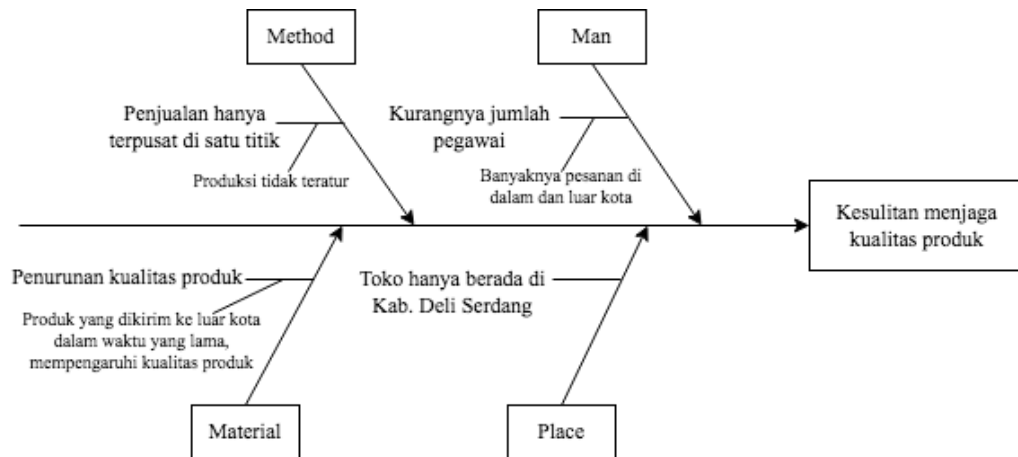 Method
Man
Penjualan hanya
terpusat di satu titik
Produksi tidak teratur
Kurangnya jumlah
pegawai
Banyaknya pesanan di
dalam dan luar kota
Kesulitan menjaga
kualitas produk
Penurunan kualitas produk
Produk yang dikirim ke luar kota
dalam waktu yang lama,
mempengaruhi kualitas produk
Toko hanya berada di
Kab. Deli Serdang
Material
Place